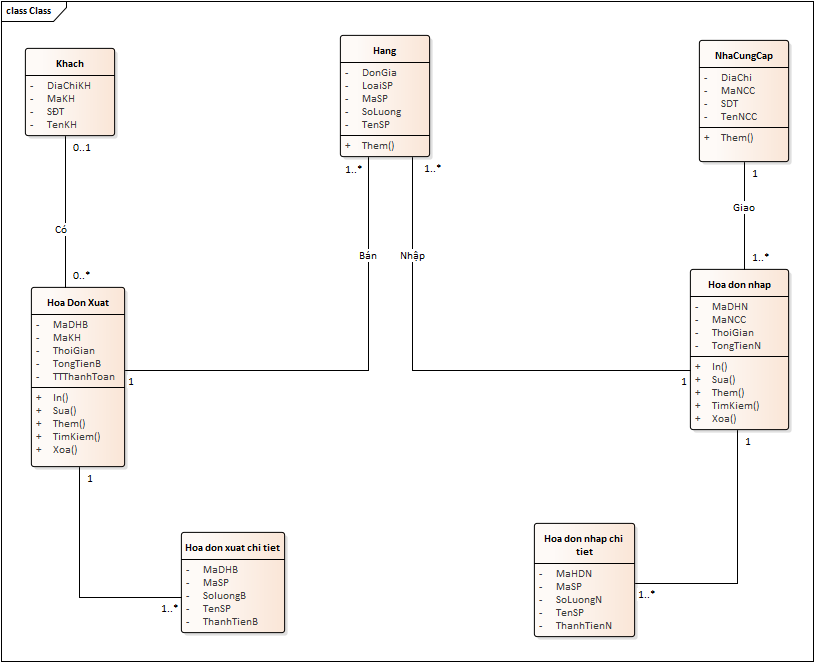 class Class
Khach
- DiaChiKH
- MaKH
- SĐT
- TenKH
0..1
Có
0..*
Hang
- DonGia
- LoaiSP
- MaSP
- SoLuong
- TenSP
+ Them()
1..*
1..*
Bán
Nhập
NhaCungCap
- DiaChi
- MaNCC
- SDT
- TenNCC
+ Them()
1
Giao
1..*
Hoa Don Xuat
- MaDHB
- MaKH
- ThoiGian
- TongTienB
- TTThanhToan
+ In()
+ Sua()
+ Them()
+ TimKiem()
+ Xoa()
1
1
Hoa don nhap
- MaDHN
- MaNCC
- ThoiGian
- TongTienN
+ In()
+ Sua()
+ Them()
+ TimKiem()
+ Xoa()
1
1
Hoa don xuat chi tiet
- MaDHB
- MaSP
- SoluongB
- TenSP
- ThanhTienB
1..*
Hoa don nhap chi
tiet
- MaHDN
- MaSP
- SoLuongN
- TenSP
- ThanhTienN
1..*